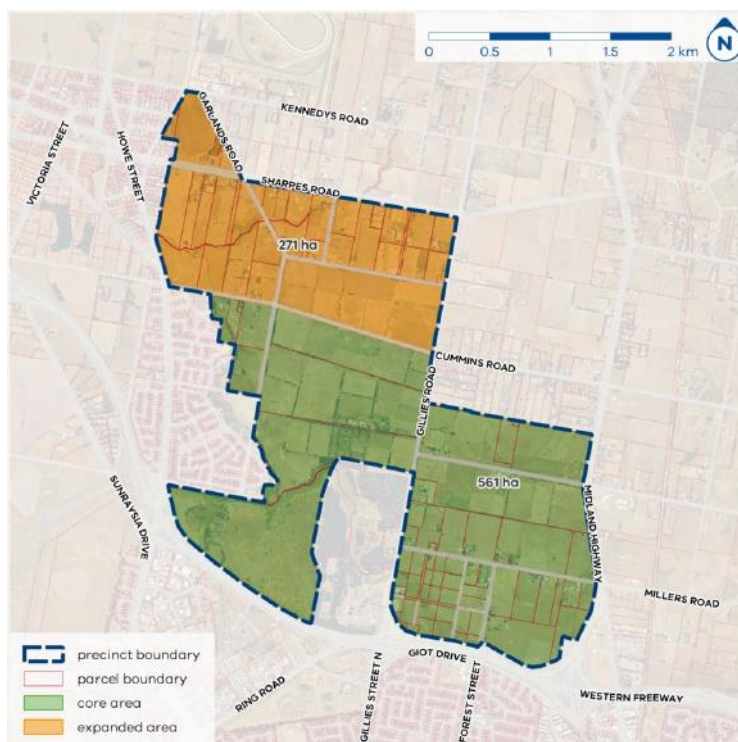 0 0.5 1 1.5 2 km
N
KENNEDYS ROAD
GARLANDS ROAD
HOWE STREET
VICTORIA STREET
SHARPES ROAD
271 ha
CUMMINS ROAD
GILLIES ROAD
561 ha
MIDLAND HIGHWAY
SUNRAYSIA DRIVE
MILLERS ROAD
GIOT DRIVE
RING ROAD
GILLIES STREET N
FOREST STREET
WESTERN FREEWAY
precinct boundary
parcel boundary
core area
expanded area